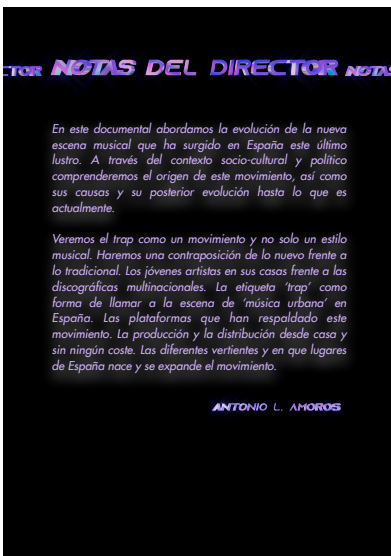 CTOR NOTAS DEL DIRECTOR NOTAS
En este documental abordamos la evolución de la nueva
escena musical que ha surgido en España este último
lustro. A través del contexto socio-cultural y político
comprenderemos el origen de este movimiento, así como
sus causas y su posterior evolución hasta lo que es
actualmente.
Veremos el trap como un movimiento y no solo un estilo
musical. Haremos una contraposición de lo nuevo frente a
lo tradicional. Los jóvenes artistas en sus casas frente a las
discográficas multinacionales. La etiqueta ‘trap’ como
forma de llamar a la escena de ‘música urbana’ en
España. Las plataformas que han respaldado este
movimiento. La producción y la distribución desde casa y
sin ningún coste. Las diferentes vertientes y en que lugares
de España nace y se expande el movimiento.
ANTONIO L. AMOROS